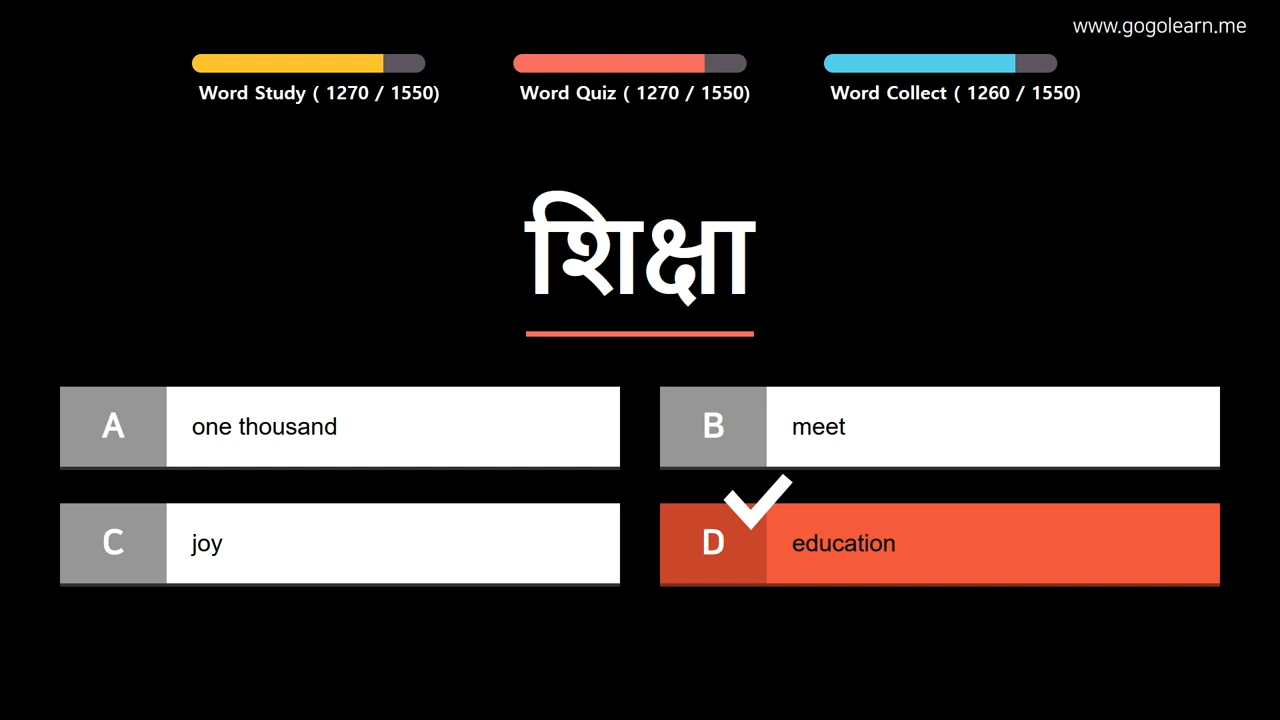 www.gogolearn.me
Word Study ( 1270 / 1550)
Word Quiz ( 1270 / 1550)
Word Collect ( 1260 / 1550)
शिक्षा
A one thousand
B meet
C joy
D education